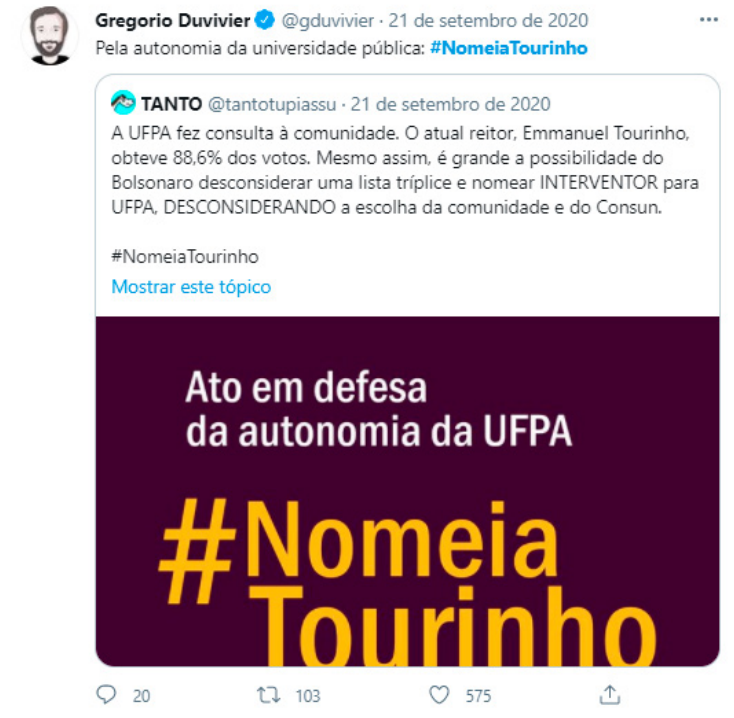 Gregorio Duvivier @gduvivier · 21 de setembro de 2020
Pela autonomia da universidade pública: #NomeiaTourinho
TANTO @tantotupiassu · 21 de setembro de 2020
A UFPA fez consulta à comunidade. O atual reitor, Emmanuel Tourinho,
obteve 88,6% dos votos. Mesmo assim, é grande a possibilidade do
Bolsonaro desconsiderar uma lista tríplice e nomear INTERVENTOR para
UFPA, DESCONSIDERANDO a escolha da comunidade e do Consun.
#NomeiaTourinho
Mostrar este tópico
Ato em defesa
da autonomia da UFPA
#Nomeia
Tourinho
20 103 575